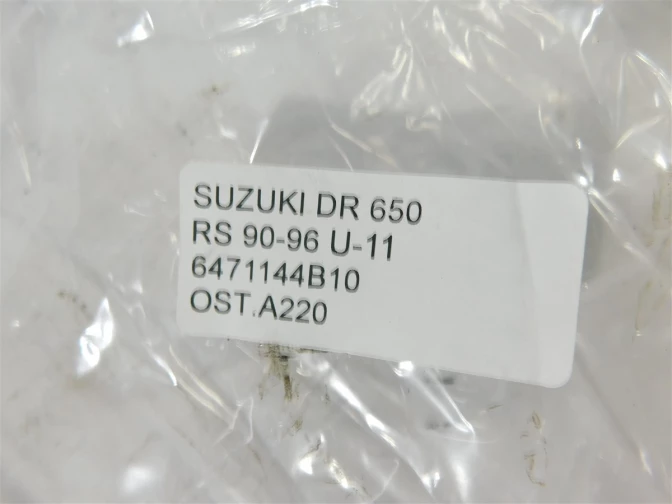 SUZUKI DR 650
RS 90-96 U-11
6471144B10
OST.A220